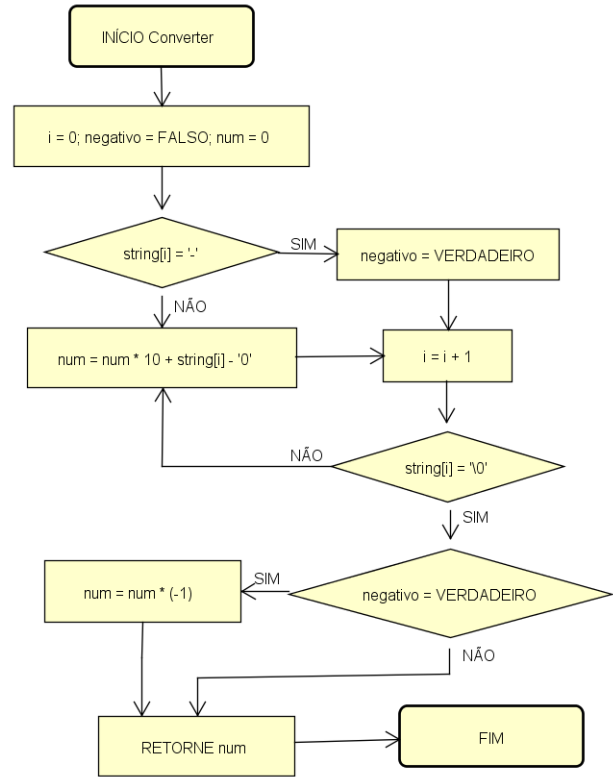 INÍCIO Converter
i = 0; negativo = FALSO; num = 0
string[i] = '-'
SIM
negativo = VERDADEIRO
NÃO
num = num * 10 + string[i] - '0'
i = i + 1
NÃO
string[i] = '\0'
SIM
num = num * (-1)
SIM
negativo = VERDADEIRO
NÃO
RETORNE num
FIM